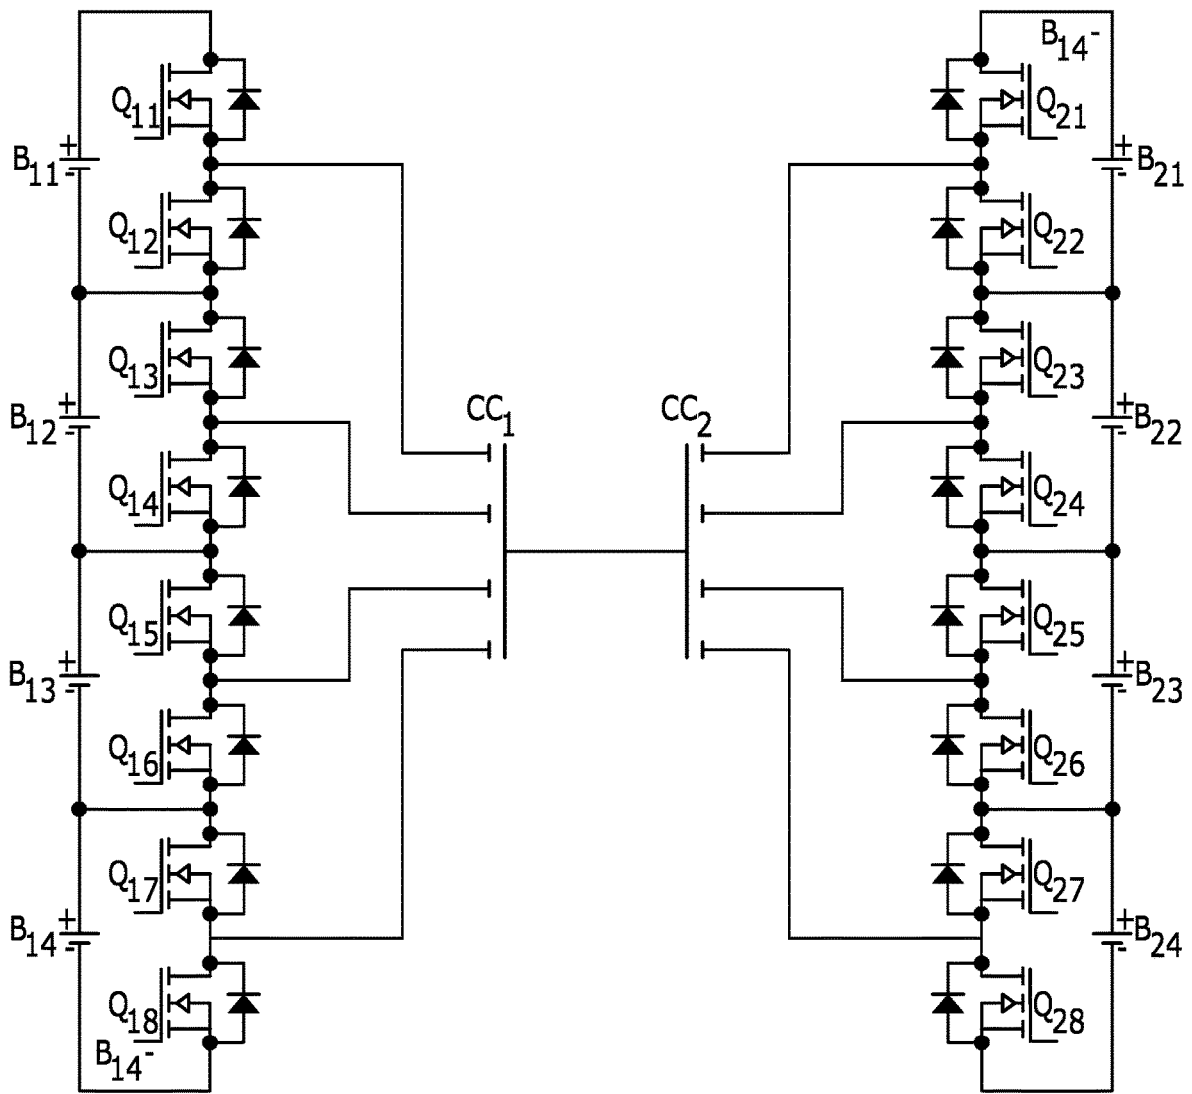 B14-
Q11
Q21
+
B11
-
+
B21
-
Q12
Q22
Q13
Q23
+
B12
-
CC1
CC2
+
B22
-
Q14
Q24
Q15
Q25
+
B13
-
+
B23
-
Q16
Q26
Q17
Q27
+
B14
-
+
B24
-
Q18
Q28
B14-